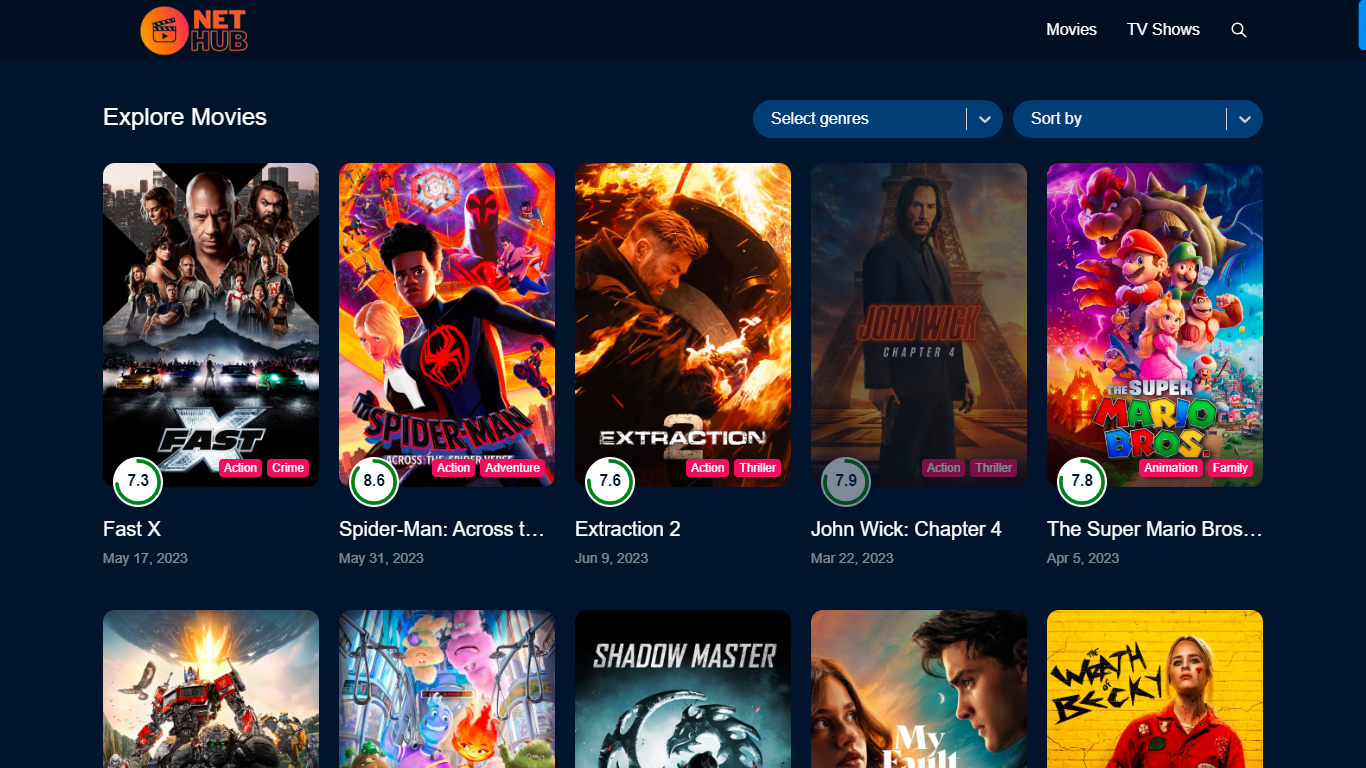 NET
HUB
Movies
TV Shows
Explore Movies
Select genres
Sort by
FAST
X
Action
Crime
7.3
Fast X
May 17, 2023
SPIDER-MAN
ACROSS THE SPIDER-VERSE
Action
Adventure
8.6
Spider-Man: Across t...
May 31, 2023
EXTRACTION
2
Action
Thriller
7.6
Extraction 2
Jun 9, 2023
JOHN WICK
CHAPTER 4
Action
Thriller
7.9
John Wick: Chapter 4
Mar 22, 2023
THE SUPER
MARIO
BROS.
Animation
Family
7.8
The Super Mario Bros...
Apr 5, 2023
SHADOW MASTER
My
Fault
THE
WRATH
OF
BECKY